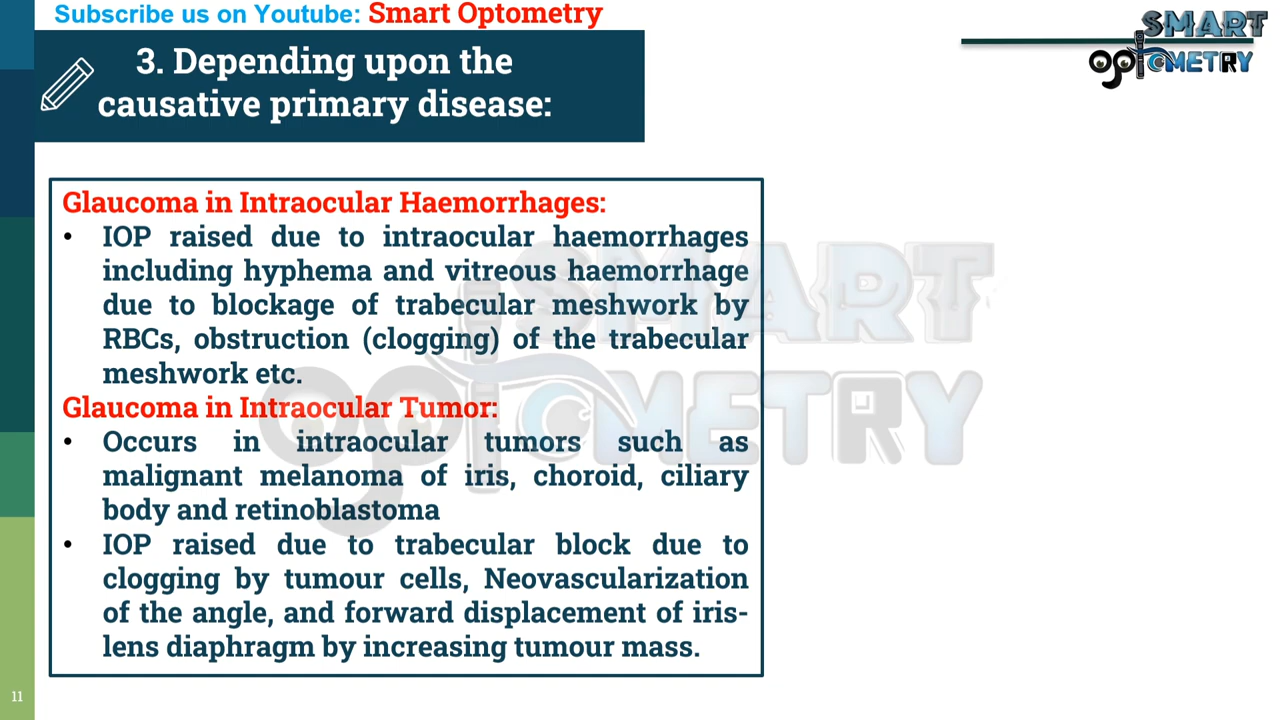 Subscribe us on Youtube: Smart Optometry
SMART
OptOMETRY
3. Depending upon the
causative primary disease:
Glaucoma in Intraocular Haemorrhages:
• IOP raised due to intraocular haemorrhages
including hyphema and vitreous haemorrhage
due to blockage of trabecular meshwork by
RBCs, obstruction (clogging) of the trabecular
meshwork etc.
Glaucoma in Intraocular Tumor:
• Occurs in intraocular tumors such as
malignant melanoma of iris, choroid, ciliary
body and retinoblastoma
• IOP raised due to trabecular block due to
clogging by tumour cells, Neovascularization
of the angle, and forward displacement of iris-
lens diaphragm by increasing tumour mass.
SMART
OptOMETRY
11